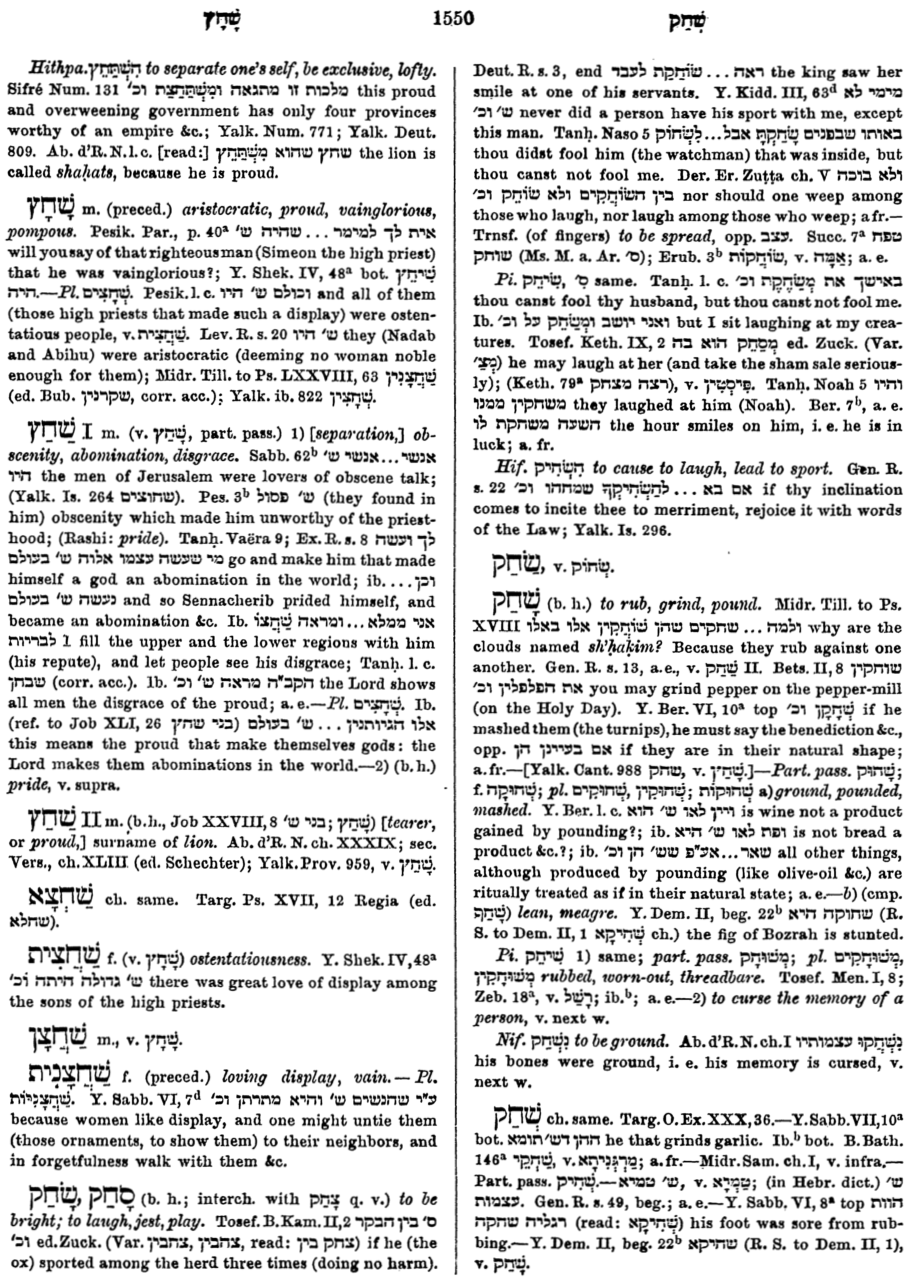 שָׁחָץ
1550
שָׂחַק
Hithpa. הִשְׁתַּחֵץ to separate one's self, be exclusive, lofty.
Sifré Num. 131 מלכות זו מתגאה ומִשְׁתַּחֶצֶת וכ׳ this proud
and overweening government has only four provinces
worthy of an empire &c.; Yalk. Num. 771; Yalk. Deut.
809. Ab. d'R. N. l. c. [read:] שחץ שהוא מִשְׁתַּחֵץ the lion is
called shaḥats, because he is proud.
שָׁחָץ m. (preced.) aristocratic, proud, vainglorious,
pompous. Pesik. Par., p. 40ª אית לך למימר ... שהיה ש׳
will you say of that righteous man (Simeon the high priest)
that he was vainglorious?; Y. Shek. IV, 48ª bot. שָׁיחֵץ
היה.—Pl. שָׁחָצִים. Pesik. l. c. וכולם ש׳ היו and all of them
(those high priests that made such a display) were osten-
tatious people, v. שַׁחֲצִית. Lev. R. s. 20 ש׳ היו they (Nadab
and Abihu) were aristocratic (deeming no woman noble
enough for them); Midr. Till. to Ps. LXXVIII, 63 שַׁחֲצָנִין
(ed. Bub. שקרנין, corr. acc.); Yalk. ib. 822 שָׁחָצִין.
שַׁחַץ I m. (v. שָׁחַץ, part. pass.) 1) [separation,] ob-
scenity, abomination, disgrace. Sabb. 62ᵇ אנשי...אנשי ש׳
היו the men of Jerusalem were lovers of obscene talk;
(Yalk. Is. 264 שחוצים). Pes. 3ᵇ ש׳ פסול (they found in
him) obscenity which made him unworthy of the priest-
hood; (Rashi: pride). Tanḥ. Vaëra 9; Ex. R. s. 8 לך ועשה
מי שעשה עצמו אלוה ש׳ בעולם go and make him that made
himself a god an abomination in the world; ib. ...וכן
נעשה ש׳ בעולם and so Sennacherib prided himself, and
became an abomination &c. Ib. אני ממלא...ומראה שַׁחֲצוֹ
לבריות I fill the upper and the lower regions with him
(his repute), and let people see his disgrace; Tanḥ. l. c.
שבחן (corr. acc.). Ib. הקב״ה מראה ש׳ וכ׳ the Lord shows
all men the disgrace of the proud; a. e.—Pl. שְׁחָצִים. Ib.
(ref. to Job XLI, 26 בני שחץ) אלו הגיותנין ... ש׳ בעולם
this means the proud that make themselves gods: the
Lord makes them abominations in the world.—2) (b. h.)
pride, v. supra.
שַׁחַץ II m. (b. h., Job XXVIII, 8 בני ש׳; שָׁחַץ) [tearer,
or proud,] surname of lion. Ab. d'R. N. ch. XXXIX; sec.
Vers., ch. XLIII (ed. Schechter); Yalk. Prov. 959, v. שָׁחַץ.
שַׁחְצָא ch. same. Targ. Ps. XVII, 12 Regia (ed.
שחלא).
שַׁחֲצִית f. (v. שָׁחָץ) ostentatiousness. Y. Shek. IV, 48ª
ש׳ גדולה היתה וכ׳ there was great love of display among
the sons of the high priests.
שַׁחֲצָן m., v. שָׁחָץ.
שַׁחֲצָנִית f. (preced.) loving display, vain.—Pl.
שַׁחֲצָנִיּוֹת. Y. Sabb. VI, 7ᵈ ע״י שהנשים ש׳ והיא מתרתן וכ׳
because women like display, and one might untie them
(those ornaments, to show them) to their neighbors, and
in forgetfulness walk with them &c.
שָׂחַק, סָחַק (b. h.; interch. with צָחַק q. v.) to be
bright; to laugh, jest, play. Tosef. B. Kam. II, 2 ס׳ בין הבקר
וכ׳ ed. Zuck. (Var. צחבין, צחבין, read: צחק בין) if he (the
ox) sported among the herd three times (doing no harm).
Deut. R. s. 3, end ראה ... שׂוֹחֶקֶת לעבד the king saw her
smile at one of his servants. Y. Kidd. III, 63ᵈ מימי לא
ש׳ וכ׳ never did a person have his sport with me, except
this man. Tanḥ. Naso 5 באותו שבפנים שָׂחַקְתָּ אבל...לִשְׂחוֹק
thou didst fool him (the watchman) that was inside, but
thou canst not fool me. Der. Er. Zuṭṭa ch. V ולא בוכה
בין השׂוֹחֲקִים ולא שׂוֹחֵק וכ׳ nor should one weep among
those who laugh, nor laugh among those who weep; a fr.—
Trnsf. (of fingers) to be spread, opp. עצב. Succ. 7ª טפח
שוחק (Ms. M. a. Ar. ס׳); Erub. 3ᵇ שׂוֹחֲקוֹת, v. אַמָּה; a. e.
Pi. שִׂיחֵק, ס׳ same. Tanḥ. l. c. באישך את מְשַׂחֶקֶת וכ׳
thou canst fool thy husband, but thou canst not fool me.
Ib. ואני יושב ומְשַׂחֵק על וכ׳ but I sit laughing at my crea-
tures. Tosef. Keth. IX, 2 מְסַחֵק הוא בה ed. Zuck. (Var.
מְצַ׳) he may laugh at her (and take the sham sale serious-
ly); (Keth. 79ª רצה מצחק), v. פִּיסְטִין. Tanḥ. Noah 5 והיו
משחקין ממנו they laughed at him (Noah). Ber. 7ᵇ, a. e.
השעה משחקת לו the hour smiles on him, i. e. he is in
luck; a. fr.
Hif. הִשְׂחִיק to cause to laugh, lead to sport. Gen. R.
s. 22 אם בא ... לְהַשְׂחִיקְךָ שמחהו וכ׳ if thy inclination
comes to incite thee to merriment, rejoice it with words
of the Law; Yalk. Is. 296.
שְׂחַק, v. שְׂחוֹק.
שָׁחַק (b. h.) to rub, grind, pound. Midr. Till. to Ps.
XVIII ולמה ... שחקים שהן שׁוֹחֲקִין אלו באלו why are the
clouds named sh'ḥaḳim? Because they rub against one
another. Gen. R. s. 13, a. e., v. שַׁחַק II. Bets. II, 8 שוחקין
את הפלפלין וכ׳ you may grind pepper on the pepper-mill
(on the Holy Day). Y. Ber. VI, 10ª top שְׁחָקָן וכ׳ if he
mashed them (the turnips), he must say the benediction &c.,
opp. אם בעיינן הן if they are in their natural shape;
a. fr.—[Yalk. Cant. 988 שחק, v. שָׁחַץ.]—Part. pass. שָׁחוּק;
f. שְׁחוּקָה; pl. שְׁחוּקִים, שְׁחוּקִין; שְׁחוּקוֹת a) ground, pounded,
mashed. Y. Ber. l. c. ויין לאו ש׳ הוא is wine not a product
gained by pounding?; ib. ופת לאו ש׳ היא is not bread a
product &c.?; ib. שאר...אע״פ שש׳ הן וכ׳ all other things,
although produced by pounding (like olive-oil &c.) are
ritually treated as if in their natural state; a. e.—b) (cmp.
שָׁחַף) lean, meagre. Y. Dem. II, beg. 22ᵇ שחוקה היא (R.
S. to Dem. II, 1 שְׁחִיקָא ch.) the fig of Bozrah is stunted.
Pi. שִׁיחֵק 1) same; part. pass. מְשׁוּחָק; pl. מְשׁוּחָקִים,
מְשׁוּחָקִין rubbed, worn-out, threadbare. Tosef. Men. I, 8;
Zeb. 18ª, v. רָשָׁל; ib.ᵇ; a. e.—2) to curse the memory of a
person, v. next w.
Nif. נִשְׁחַק to be ground. Ab. d'R. N. ch. I נִשְׁחֲקוּ עצמותיו
his bones were ground, i. e. his memory is cursed, v.
next w.
שְׁחַק ch. same. Targ. O. Ex. XXX, 36.—Y. Sabb. VII, 10ª
bot. ההן דש׳ תומא he that grinds garlic. Ib.ᵇ bot. B. Bath.
146ª שַׁחֲקֵי, v. מַרְגָּנִיתָא; a. fr.—Midr. Sam. ch. I, v. infra.—
Part. pass. שְׁחִיק.—ש׳ טמיא, v. טַמְיָא; (in Hebr. dict.) ש׳
עצמות. Gen. R. s. 49, beg.; a. e.—Y. Sabb. VI, 8ª top הוות
רגליה שחקה (read: שְׁחִיקָא) his foot was sore from rub-
bing.—Y. Dem. II, beg. 22ᵇ שחיקא (R. S. to Dem. II, 1),
v. שָׁחַק.